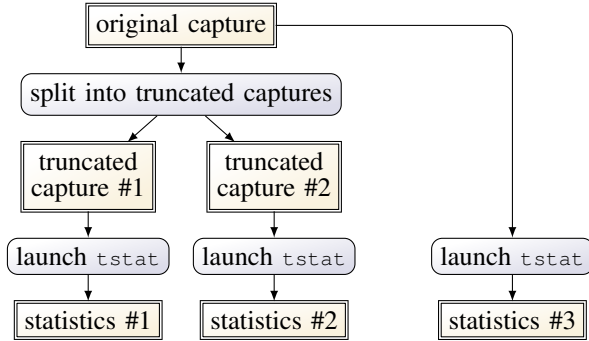 original capture
split into truncated captures
truncated
capture #1
truncated
capture #2
launch tstat
launch tstat
launch tstat
statistics #1
statistics #2
statistics #3